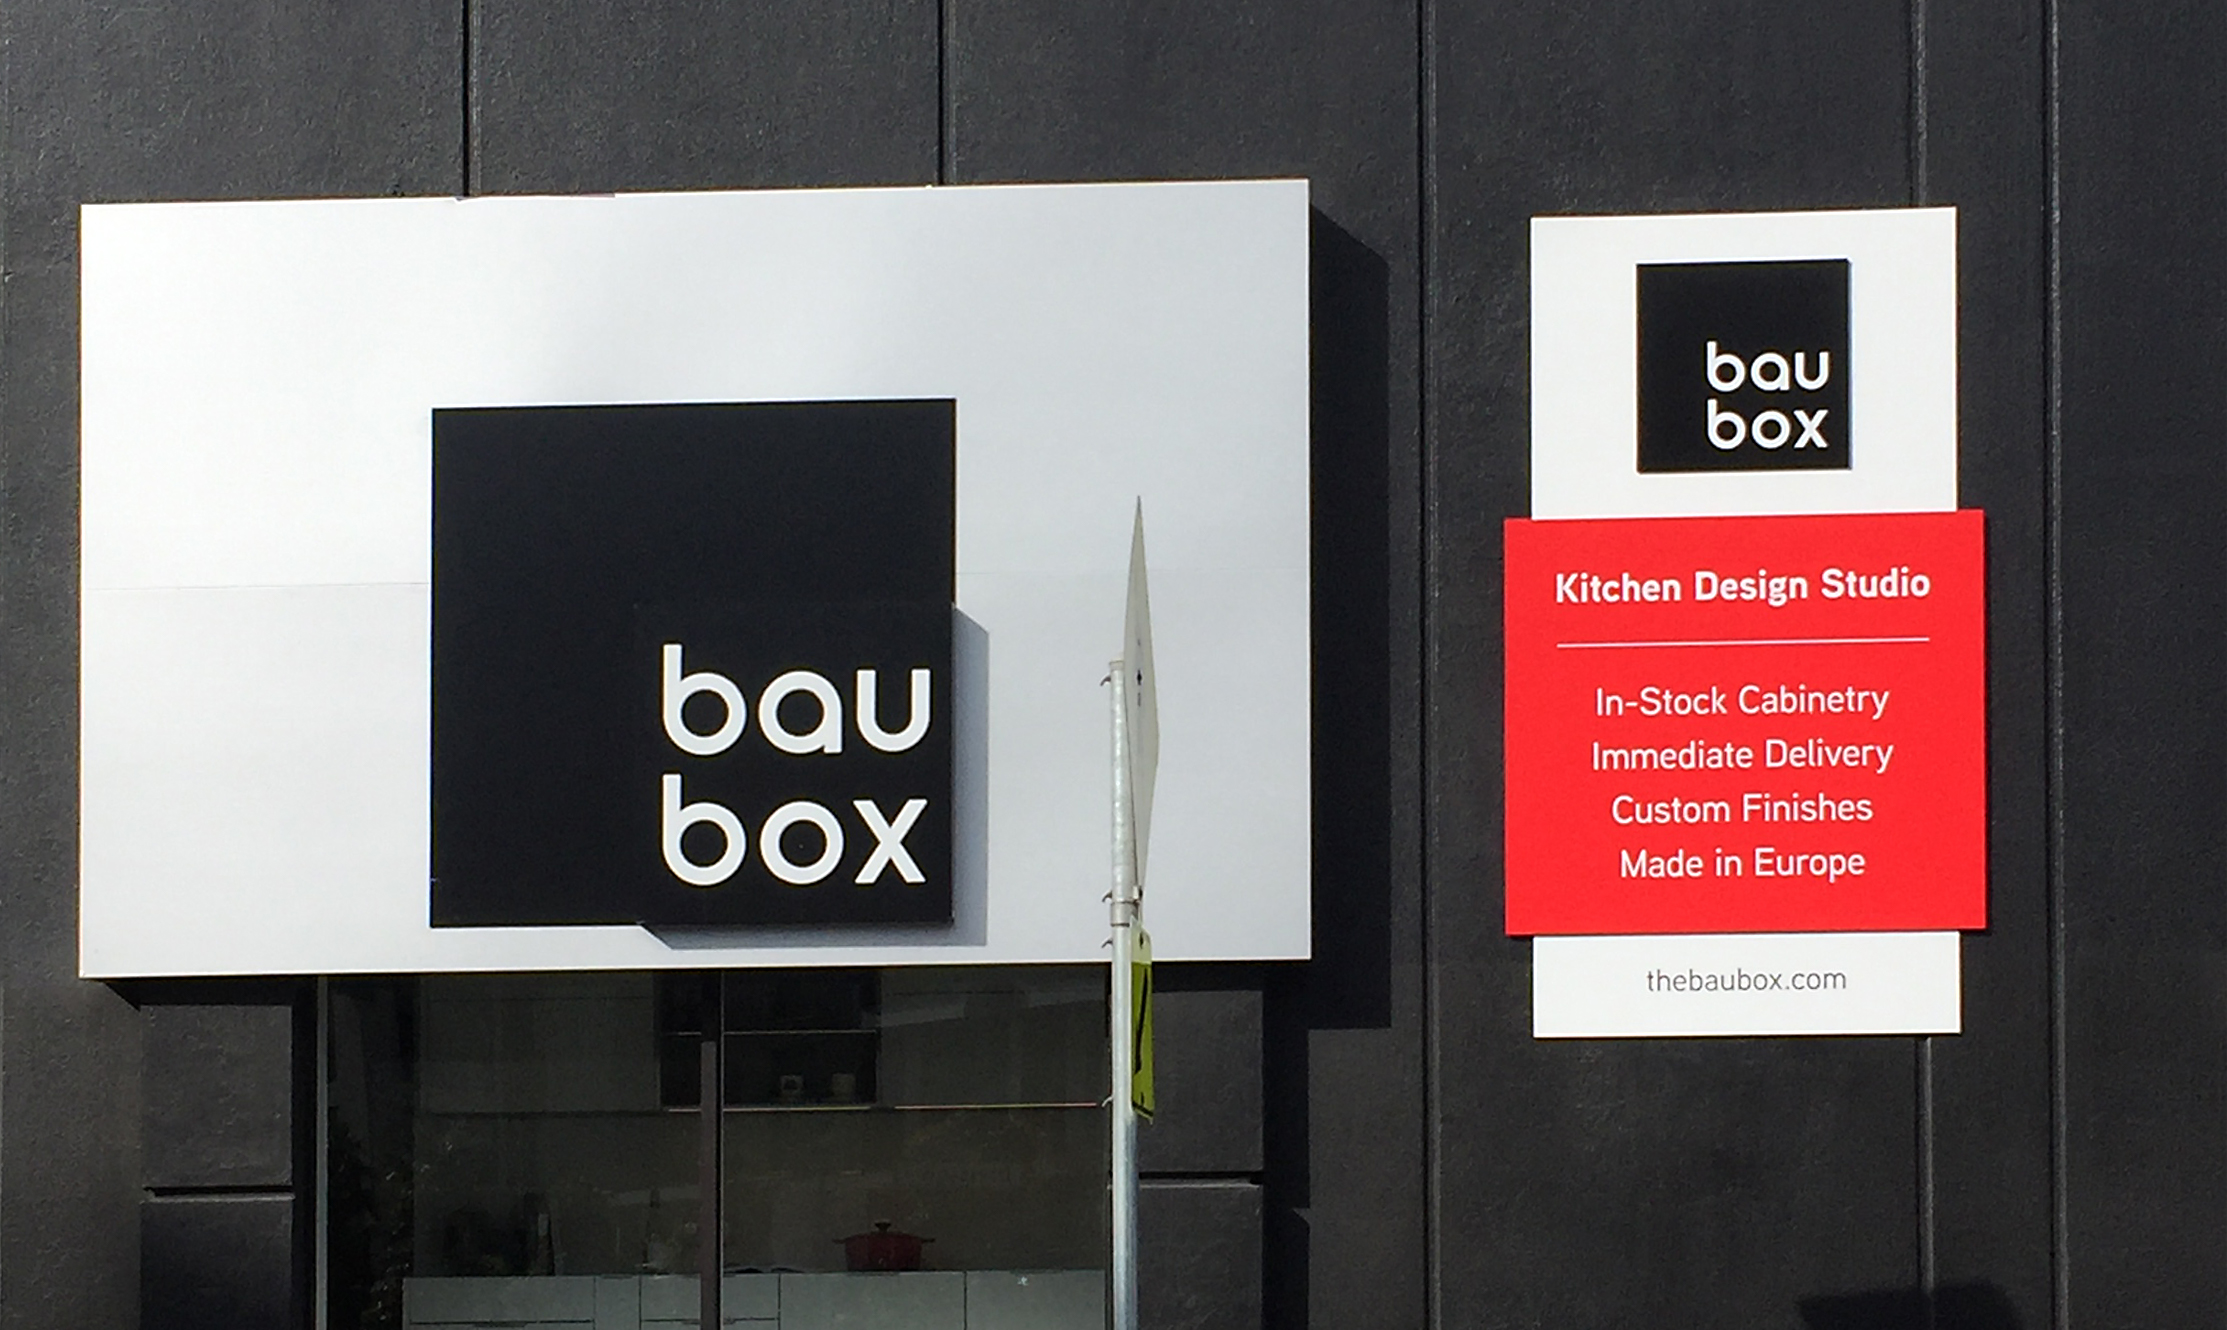 bau
box
bau
box
Kitchen Design Studio
In-Stock Cabinetry
Immediate Delivery
Custom Finishes
Made in Europe
thebaubox.com